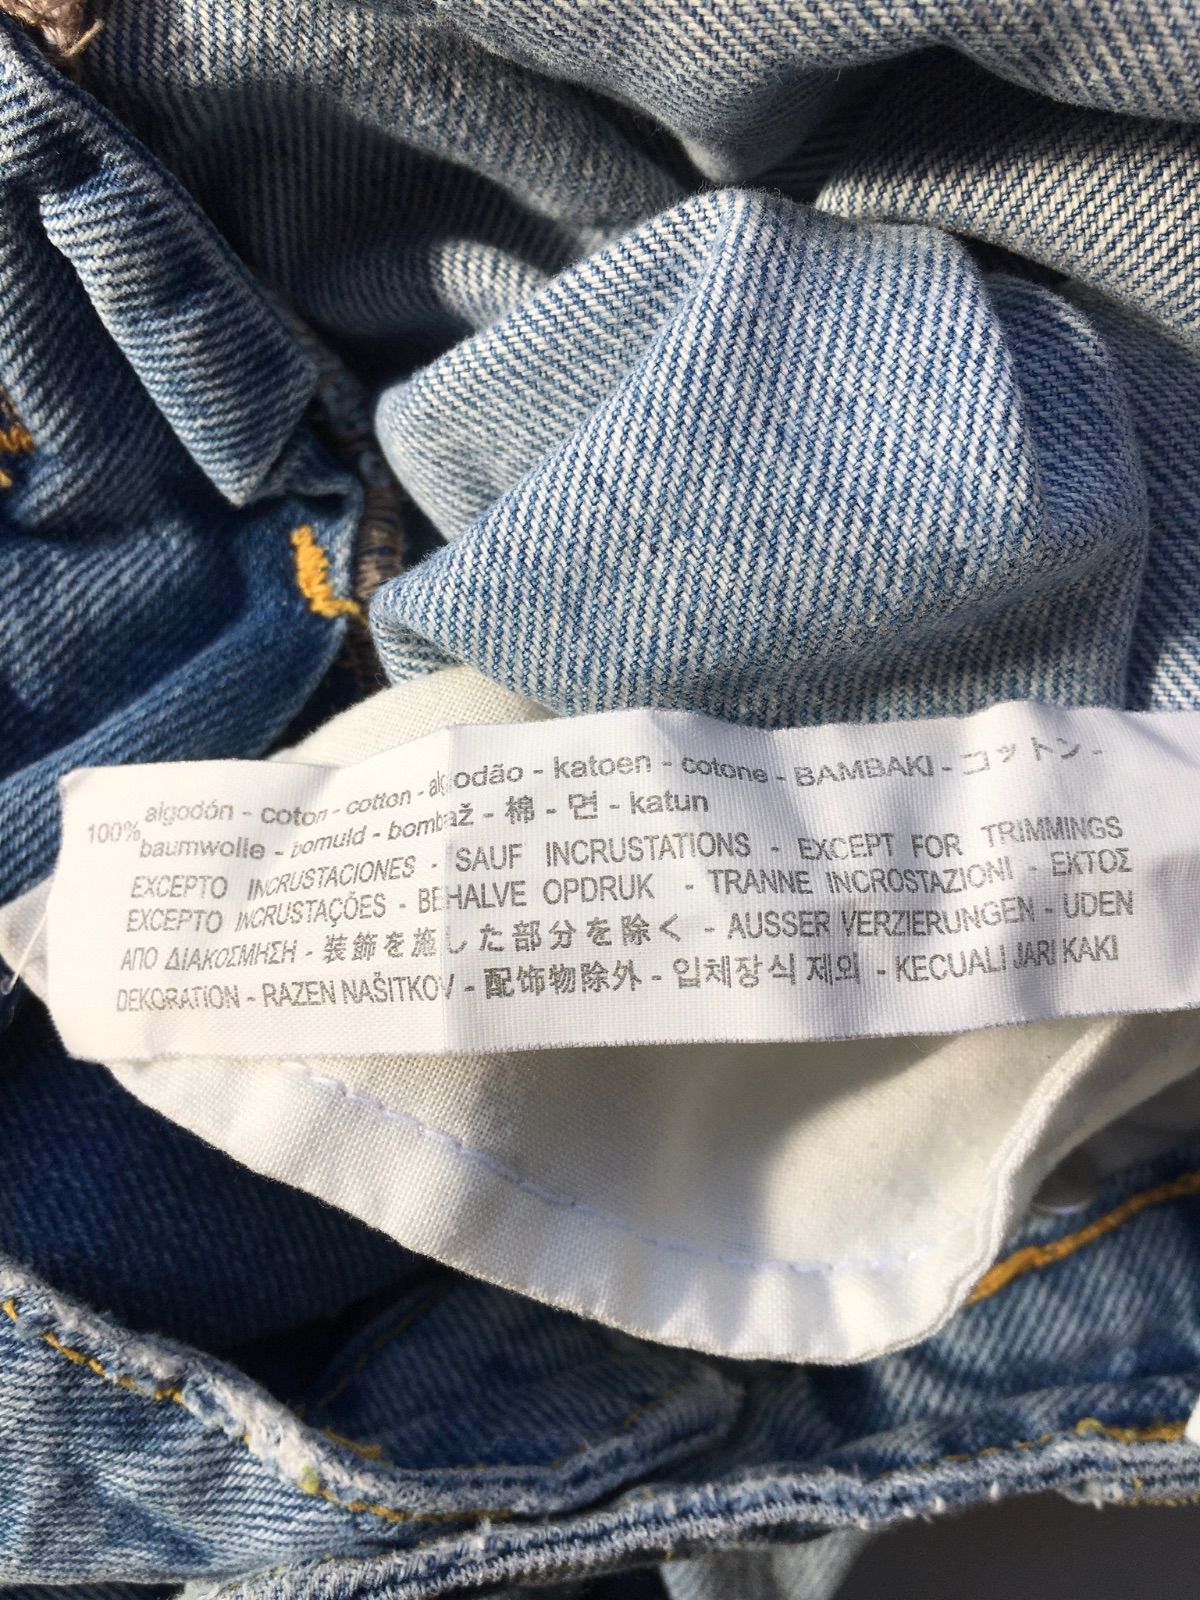 100% algodón - coton - cotton - algodão - katoen - cotone - BAMBAKI - コットン -
baumwolle - bomuld - bombaž - 棉 - 면 - katun
EXCEPTO INCRUSTACIONES - SAUF INCRUSTATIONS - EXCEPT FOR TRIMMINGS
EXCEPTO INCRUSTAÇÕES - BEHALVE OPDRUK - TRANNE INCROSTAZIONI - ΕΚΤΟΣ
ΑΠΟ ΔΙΑΚΟΣΜΗΣΗ - 装飾を施した部分を除く - AUSSER VERZIERUNGEN - UDEN
DEKORATION - RAZEN NAŠITKOV - 配饰物除外 - 입체장식 제외 - KECUALI JARI KAKI